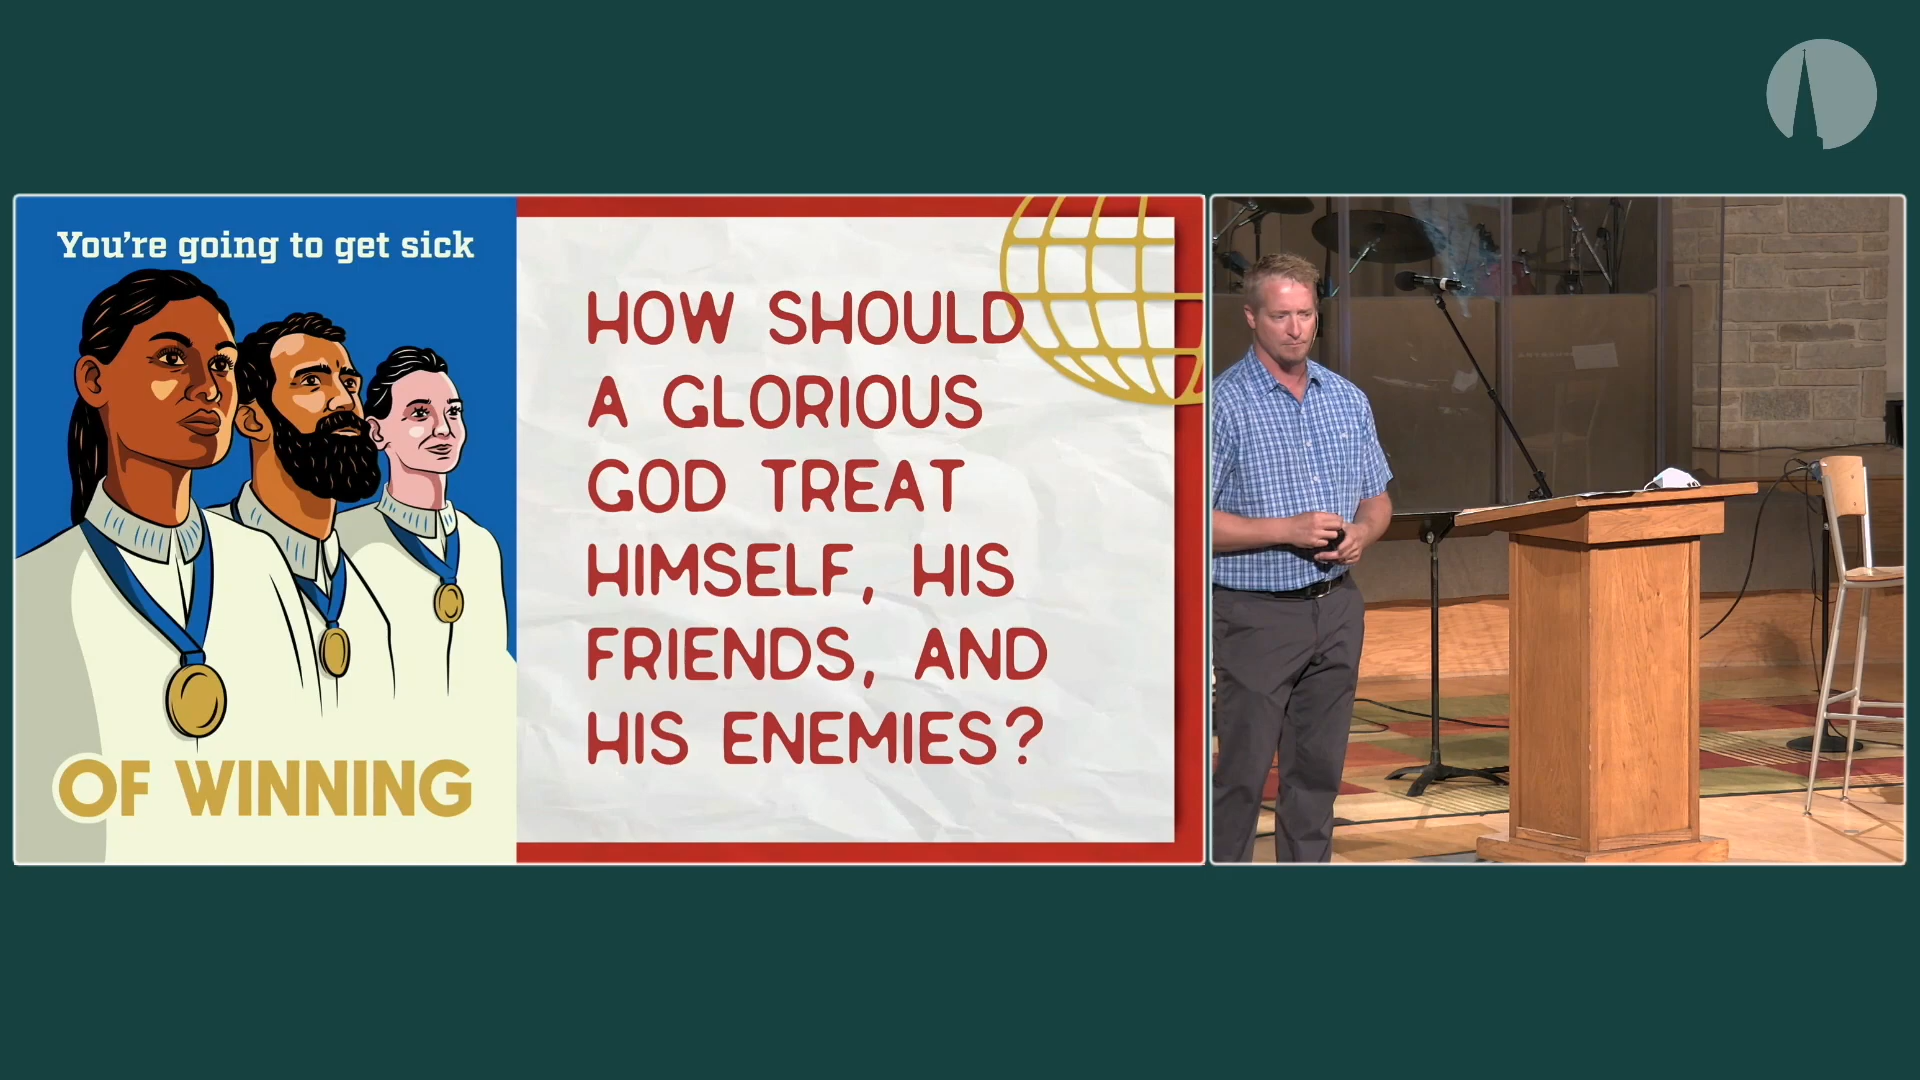 You're going to get sick
OF WINNING
HOW SHOULD
A GLORIOUS
GOD TREAT
HIMSELF, HIS
FRIENDS, AND
HIS ENEMIES?